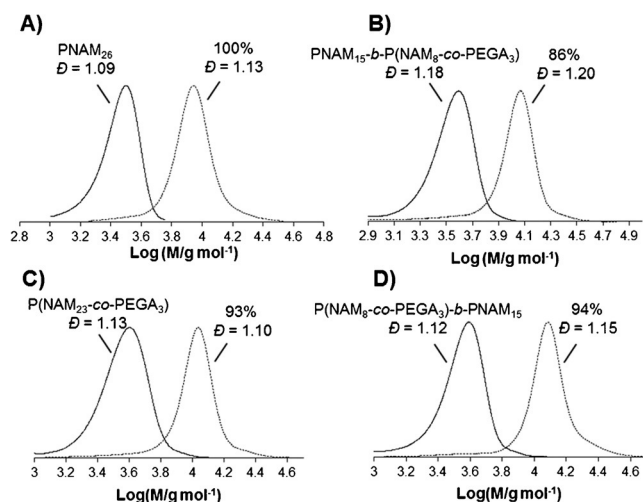 A)
PNAM₂₆
Đ = 1.09
100%
Đ = 1.13
2.8 3 3.2 3.4 3.6 3.8 4 4.2 4.4 4.6 4.8
Log (M/g mol⁻¹)
B)
PNAM₁₅-b-P(NAM₈-co-PEGA₃)
Đ = 1.18
86%
Đ = 1.20
2.9 3.1 3.3 3.5 3.7 3.9 4.1 4.3 4.5 4.7 4.9
Log (M/g mol⁻¹)
C)
P(NAM₂₃-co-PEGA₃)
Đ = 1.13
93%
Đ = 1.10
3 3.2 3.4 3.6 3.8 4 4.2 4.4 4.6
Log(M/g mol⁻¹)
D)
P(NAM₈-co-PEGA₃)-b-PNAM₁₅
Đ = 1.12
94%
Đ = 1.15
3 3.2 3.4 3.6 3.8 4 4.2 4.4 4.6
Log(M/g mol⁻¹)